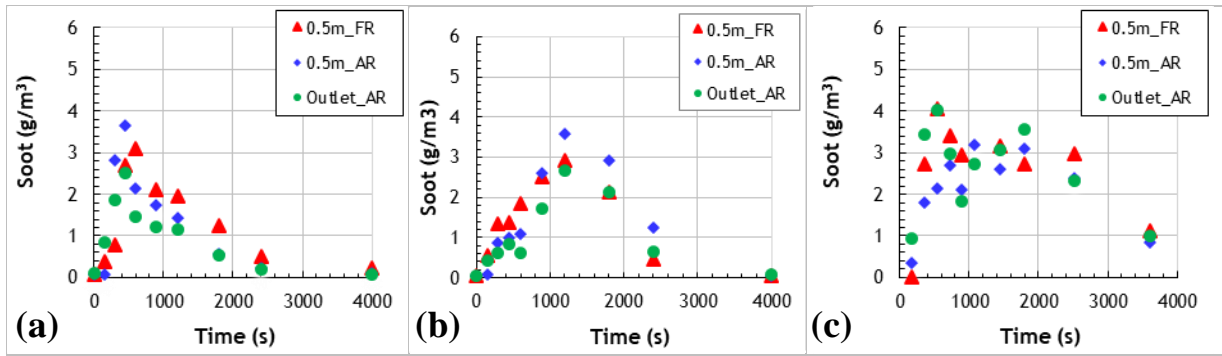 6
5
4
3
2
1
0
Soot (g/m³)
0.5m_FR
0.5m_AR
Outlet_AR
0 1000 2000 3000 4000
Time (s)
(a)
6
5
4
3
2
1
0
Soot (g/m3)
0.5m_FR
0.5m_AR
Outlet_AR
0 1000 2000 3000 4000
Time (s)
(b)
6
5
4
3
2
1
0
Soot (g/m³)
0.5m_FR
0.5m_AR
Outlet_AR
0 1000 2000 3000 4000
Time (s)
(c)